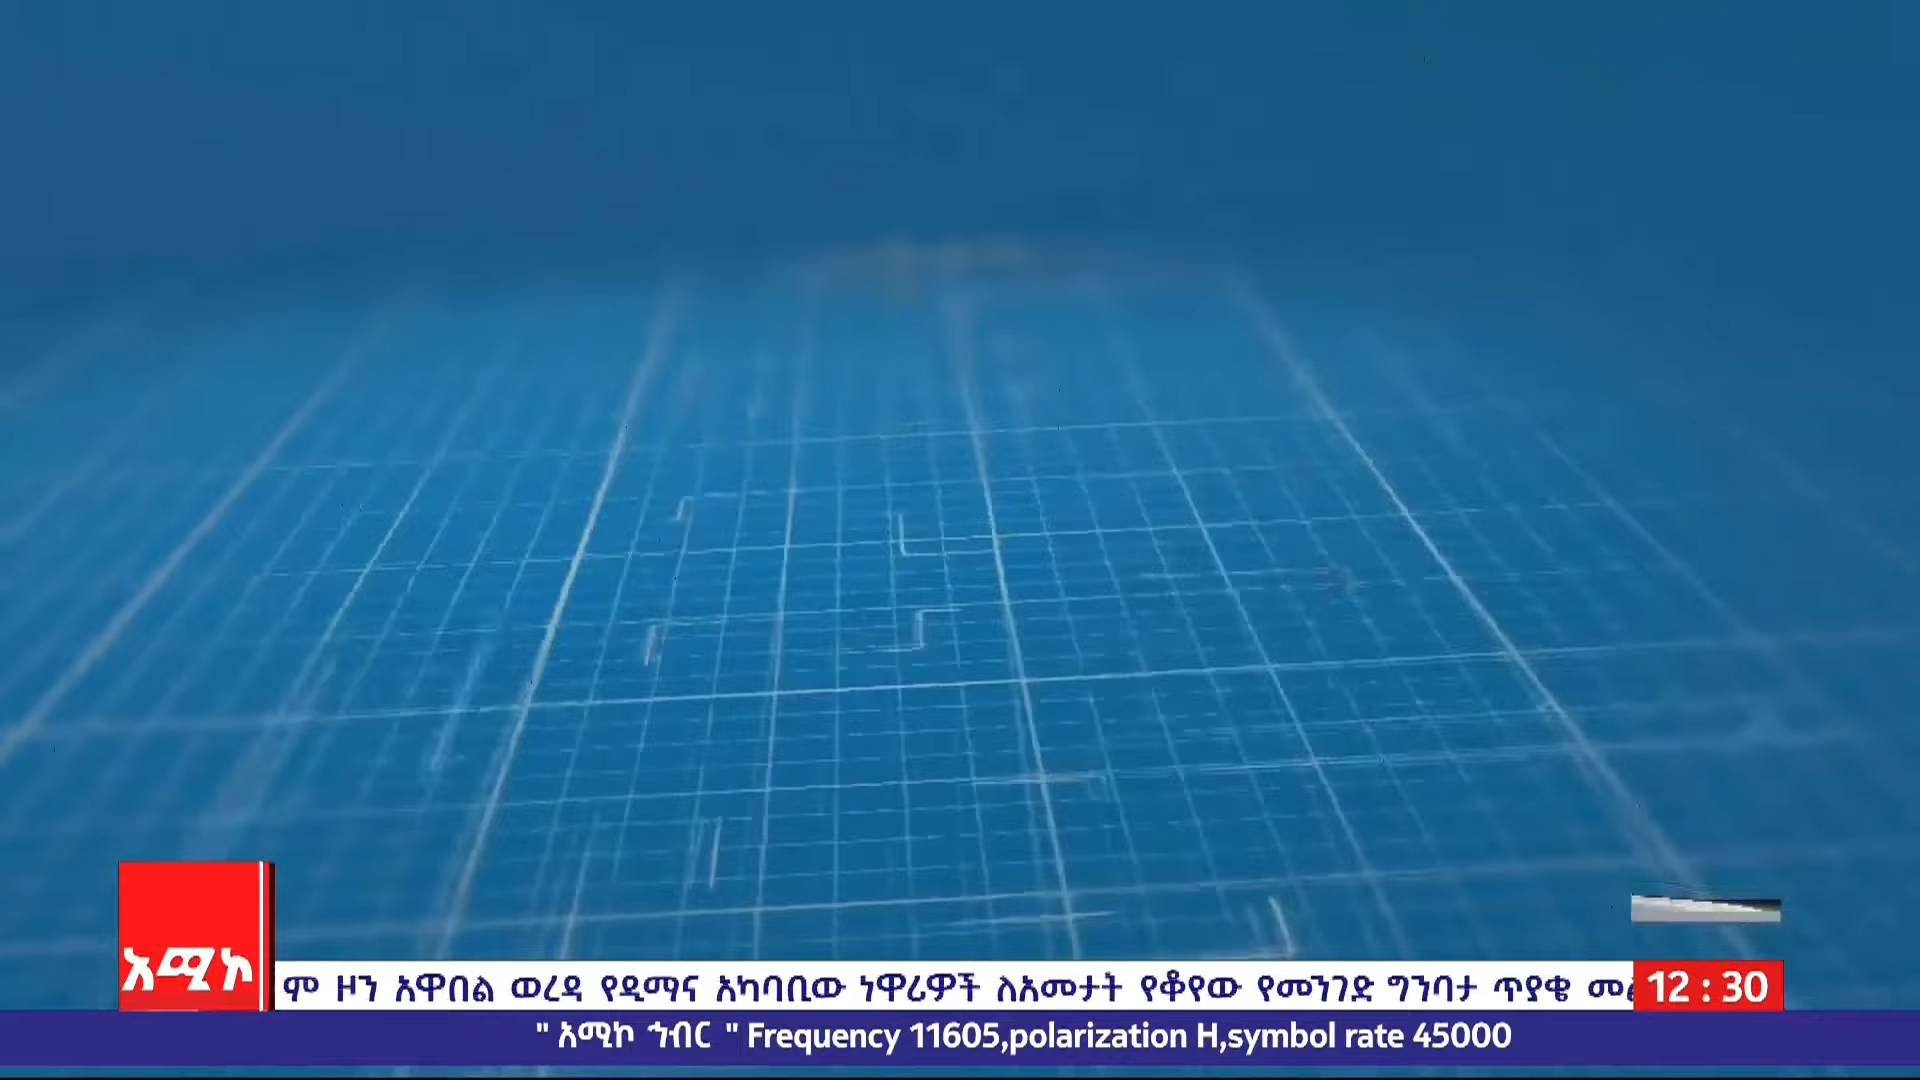 አሚኮ
ም ዞን አዋበል ወረዳ የዲማና አካባቢው ነዋሪዎች ለአመታት የቆየው የመንገድ ግንባታ ጥያቄ
12 : 30
" አሚኮ ኅብር " Frequency 11605,polarization H,symbol rate 45000